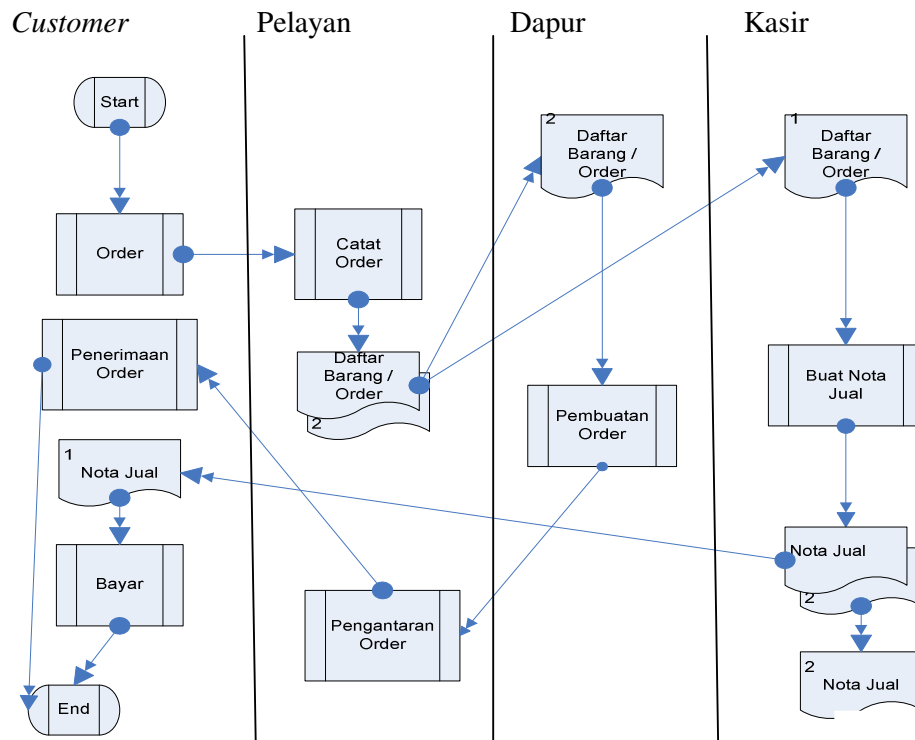 Customer
Pelayan
Dapur
Kasir
Start
Order
Penerimaan
Order
1
Nota Jual
Bayar
End
Catat
Order
Daftar
Barang /
Order
2
Pengantaran
Order
2
Daftar
Barang /
Order
Pembuatan
Order
1
Daftar
Barang /
Order
Buat Nota
Jual
Nota Jual
2
2
Nota Jual